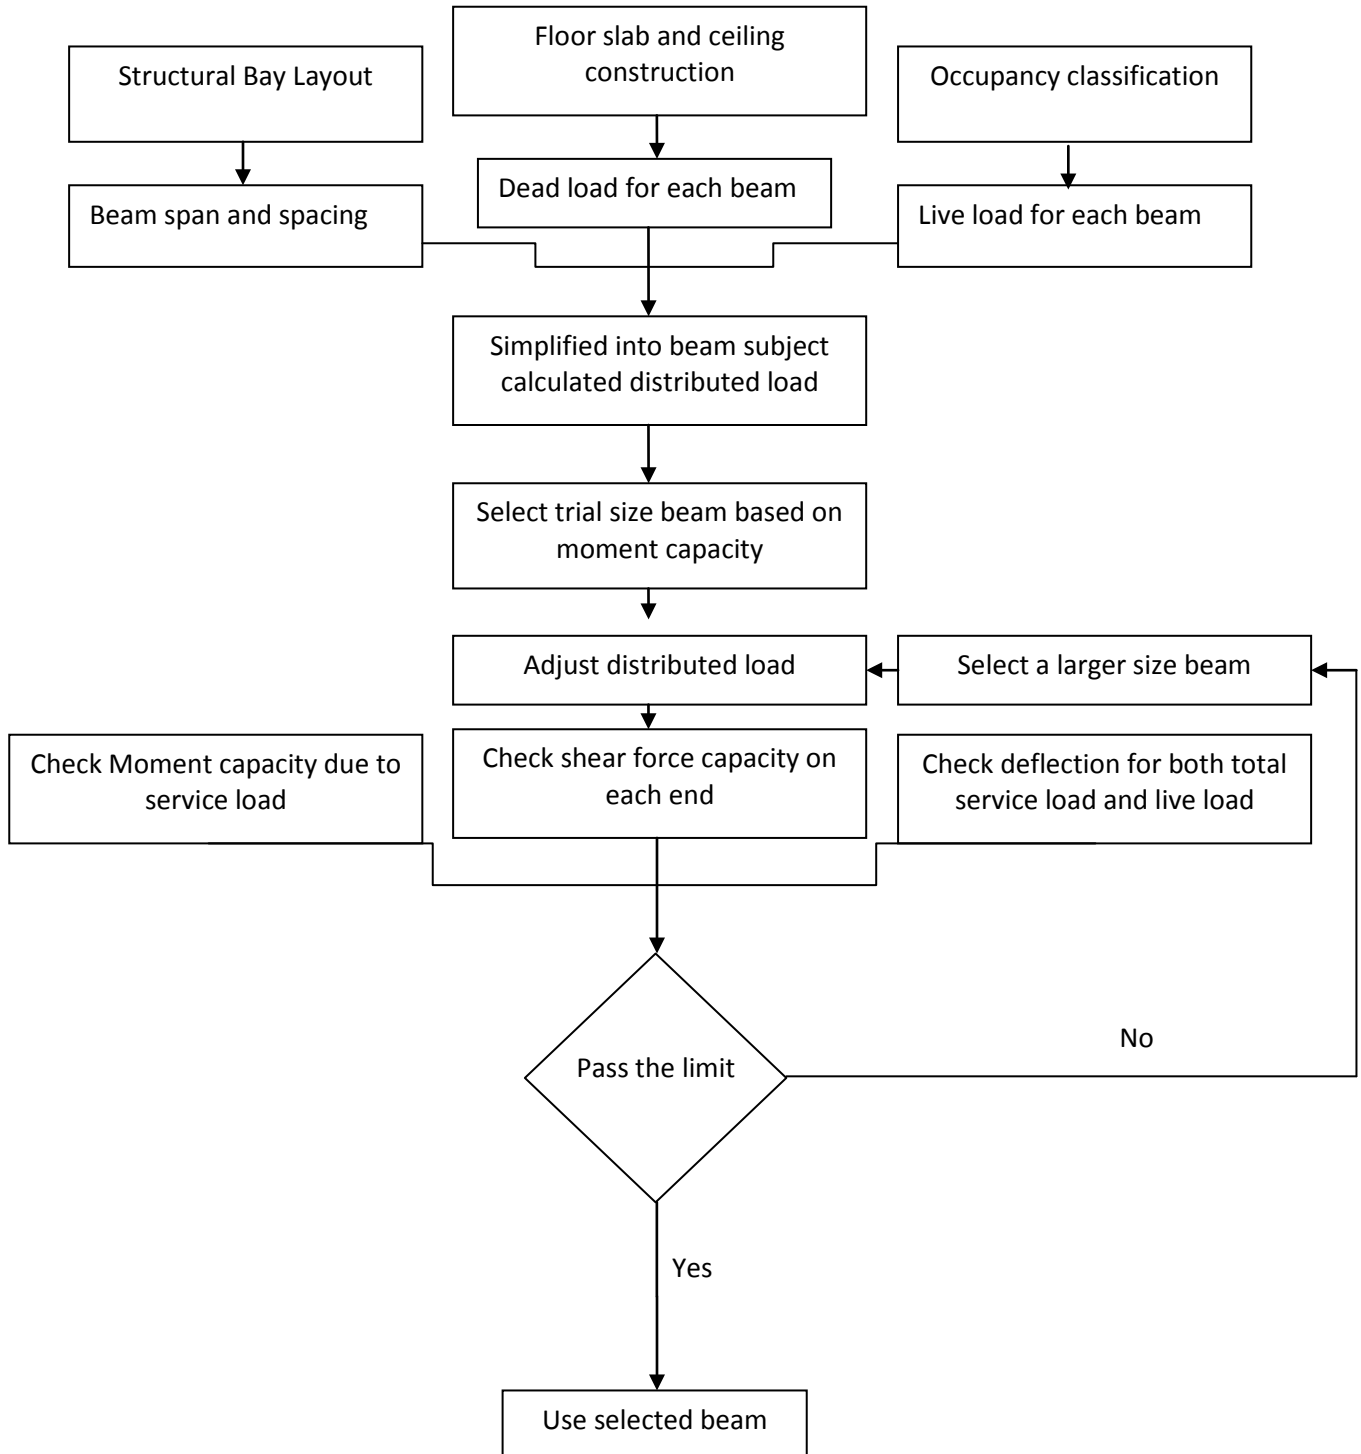 Structural Bay Layout
Floor slab and ceiling
construction
Occupancy classification
Beam span and spacing
Dead load for each beam
Live load for each beam
Simplified into beam subject
calculated distributed load
Select trial size beam based on
moment capacity
Adjust distributed load
Select a larger size beam
Check Moment capacity due to
service load
Check shear force capacity on
each end
Check deflection for both total
service load and live load
Pass the limit
No
Yes
Use selected beam